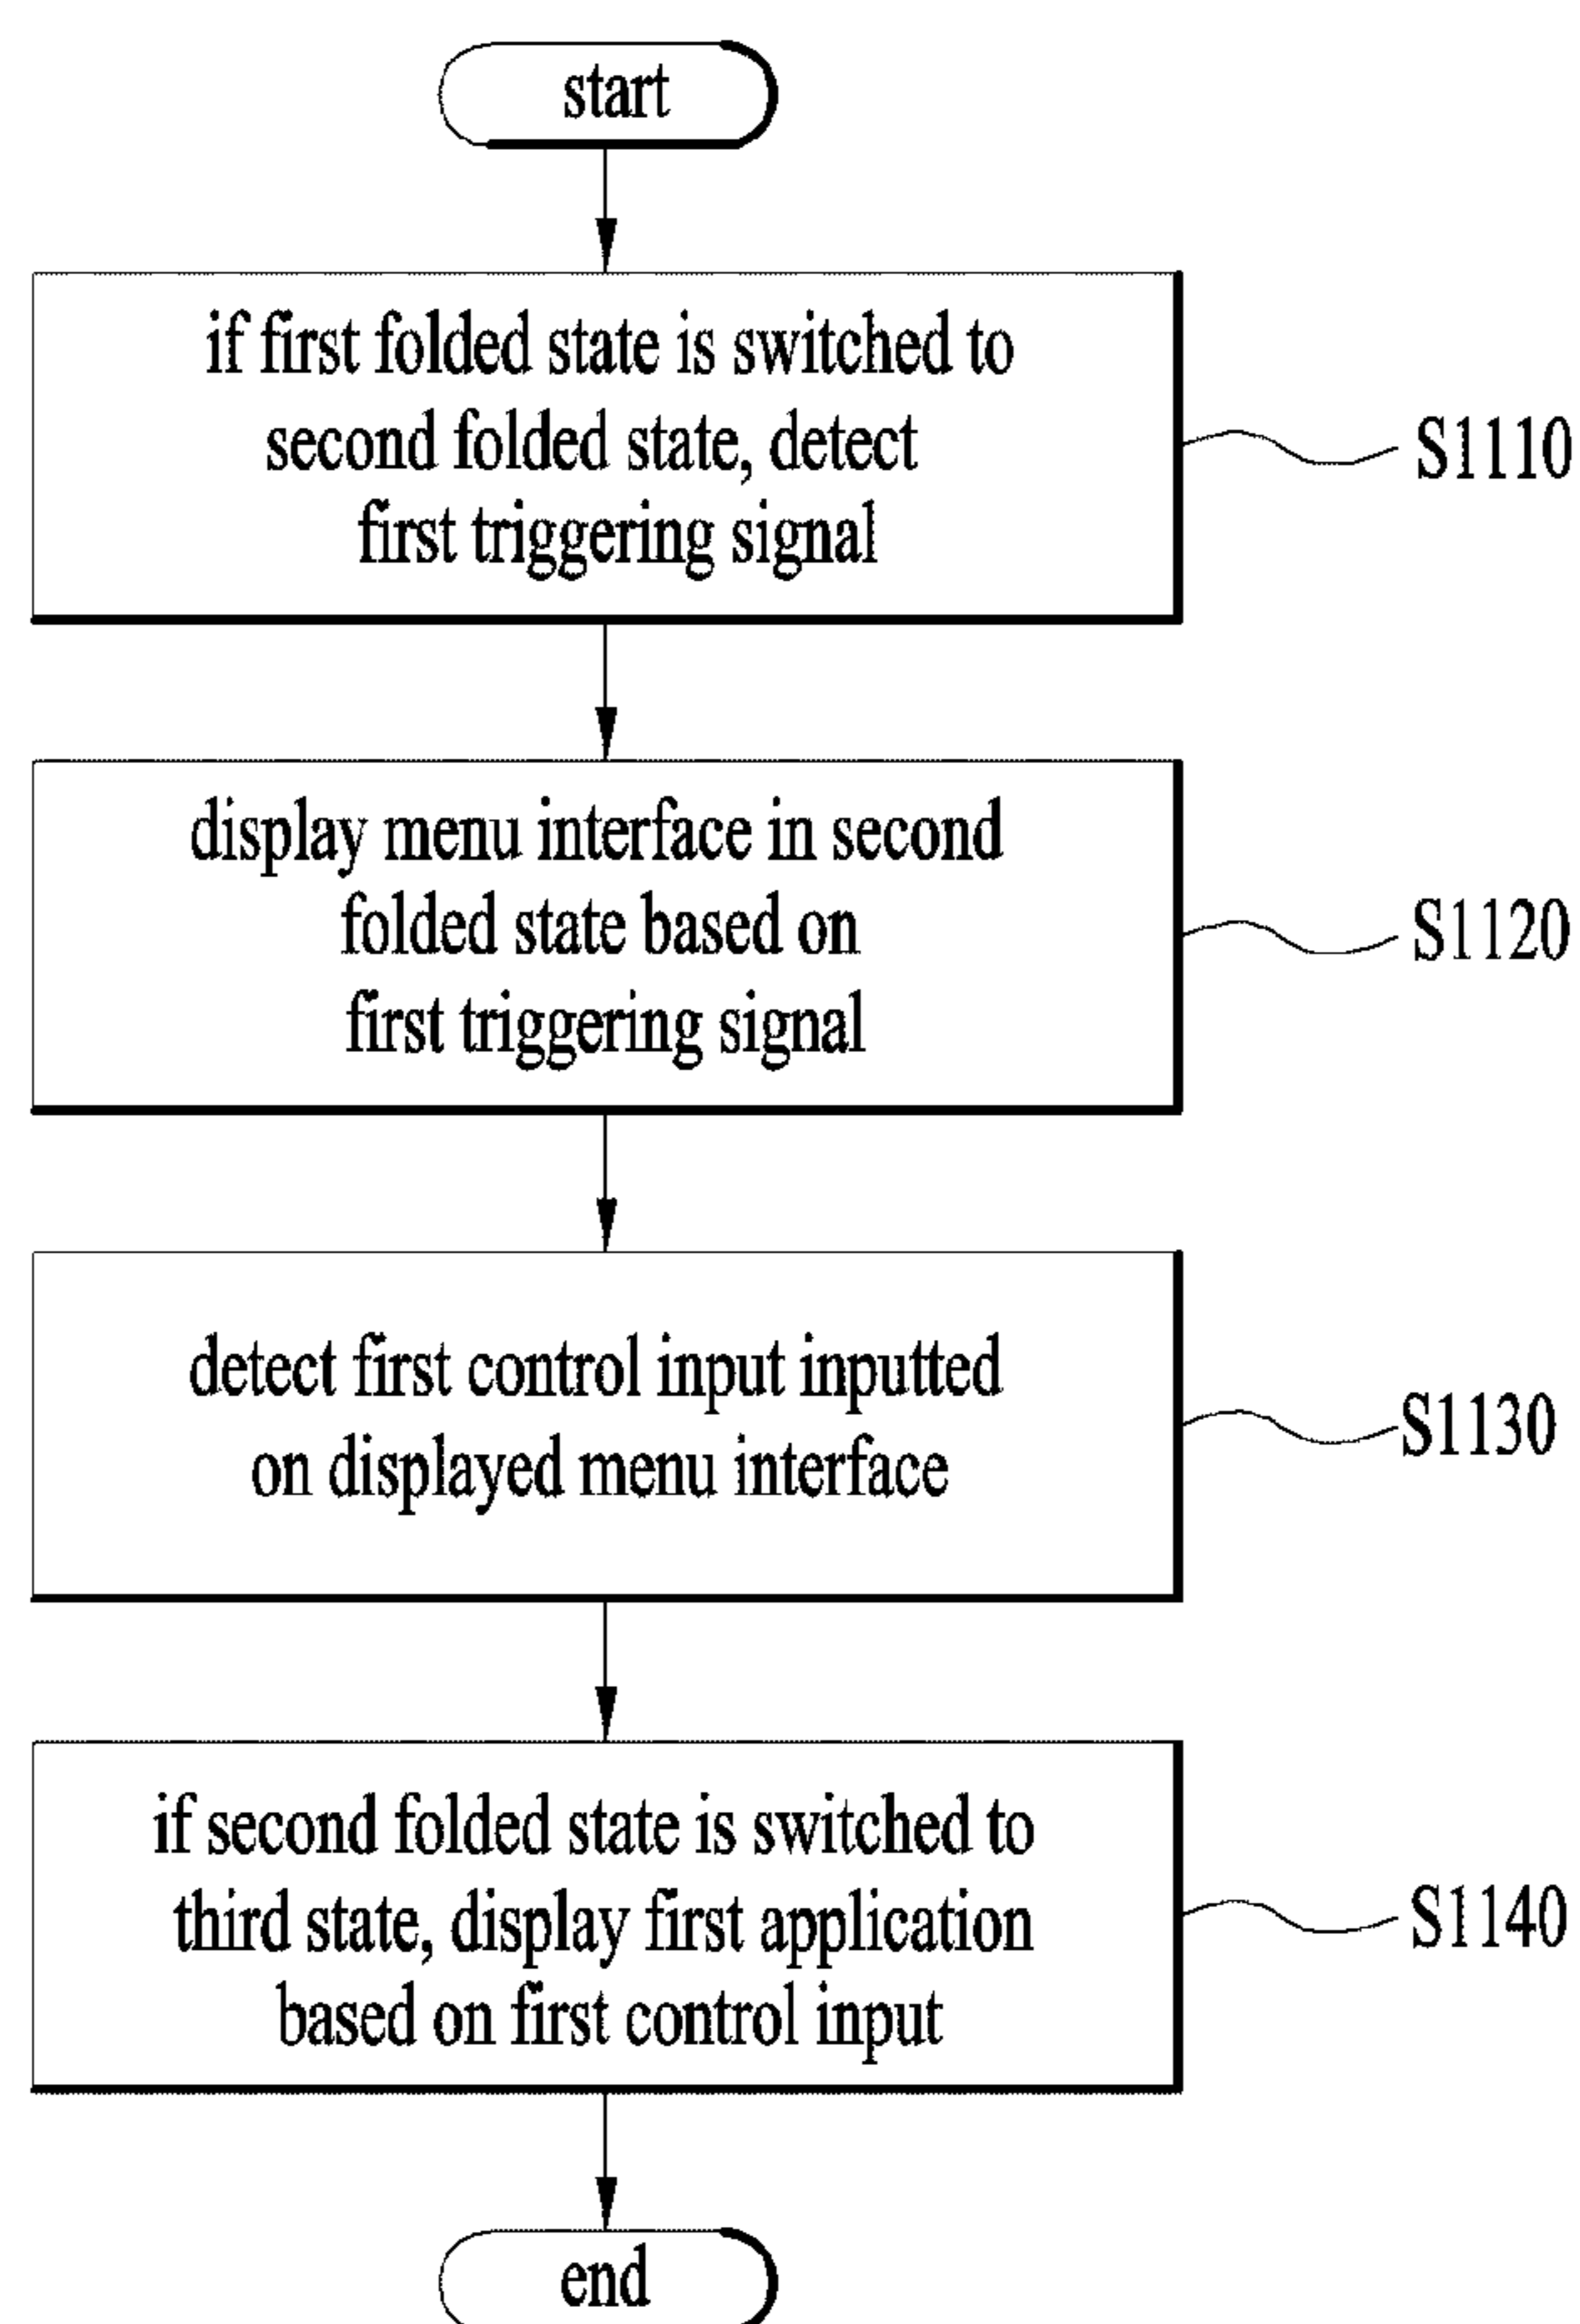 start
if first folded state is switched to
second folded state, detect
first triggering signal
S1110
display menu interface in second
folded state based on
first triggering signal
S1120
detect first control input inputted
on displayed menu interface
S1130
if second folded state is switched to
third state, display first application
based on first control input
S1140
end